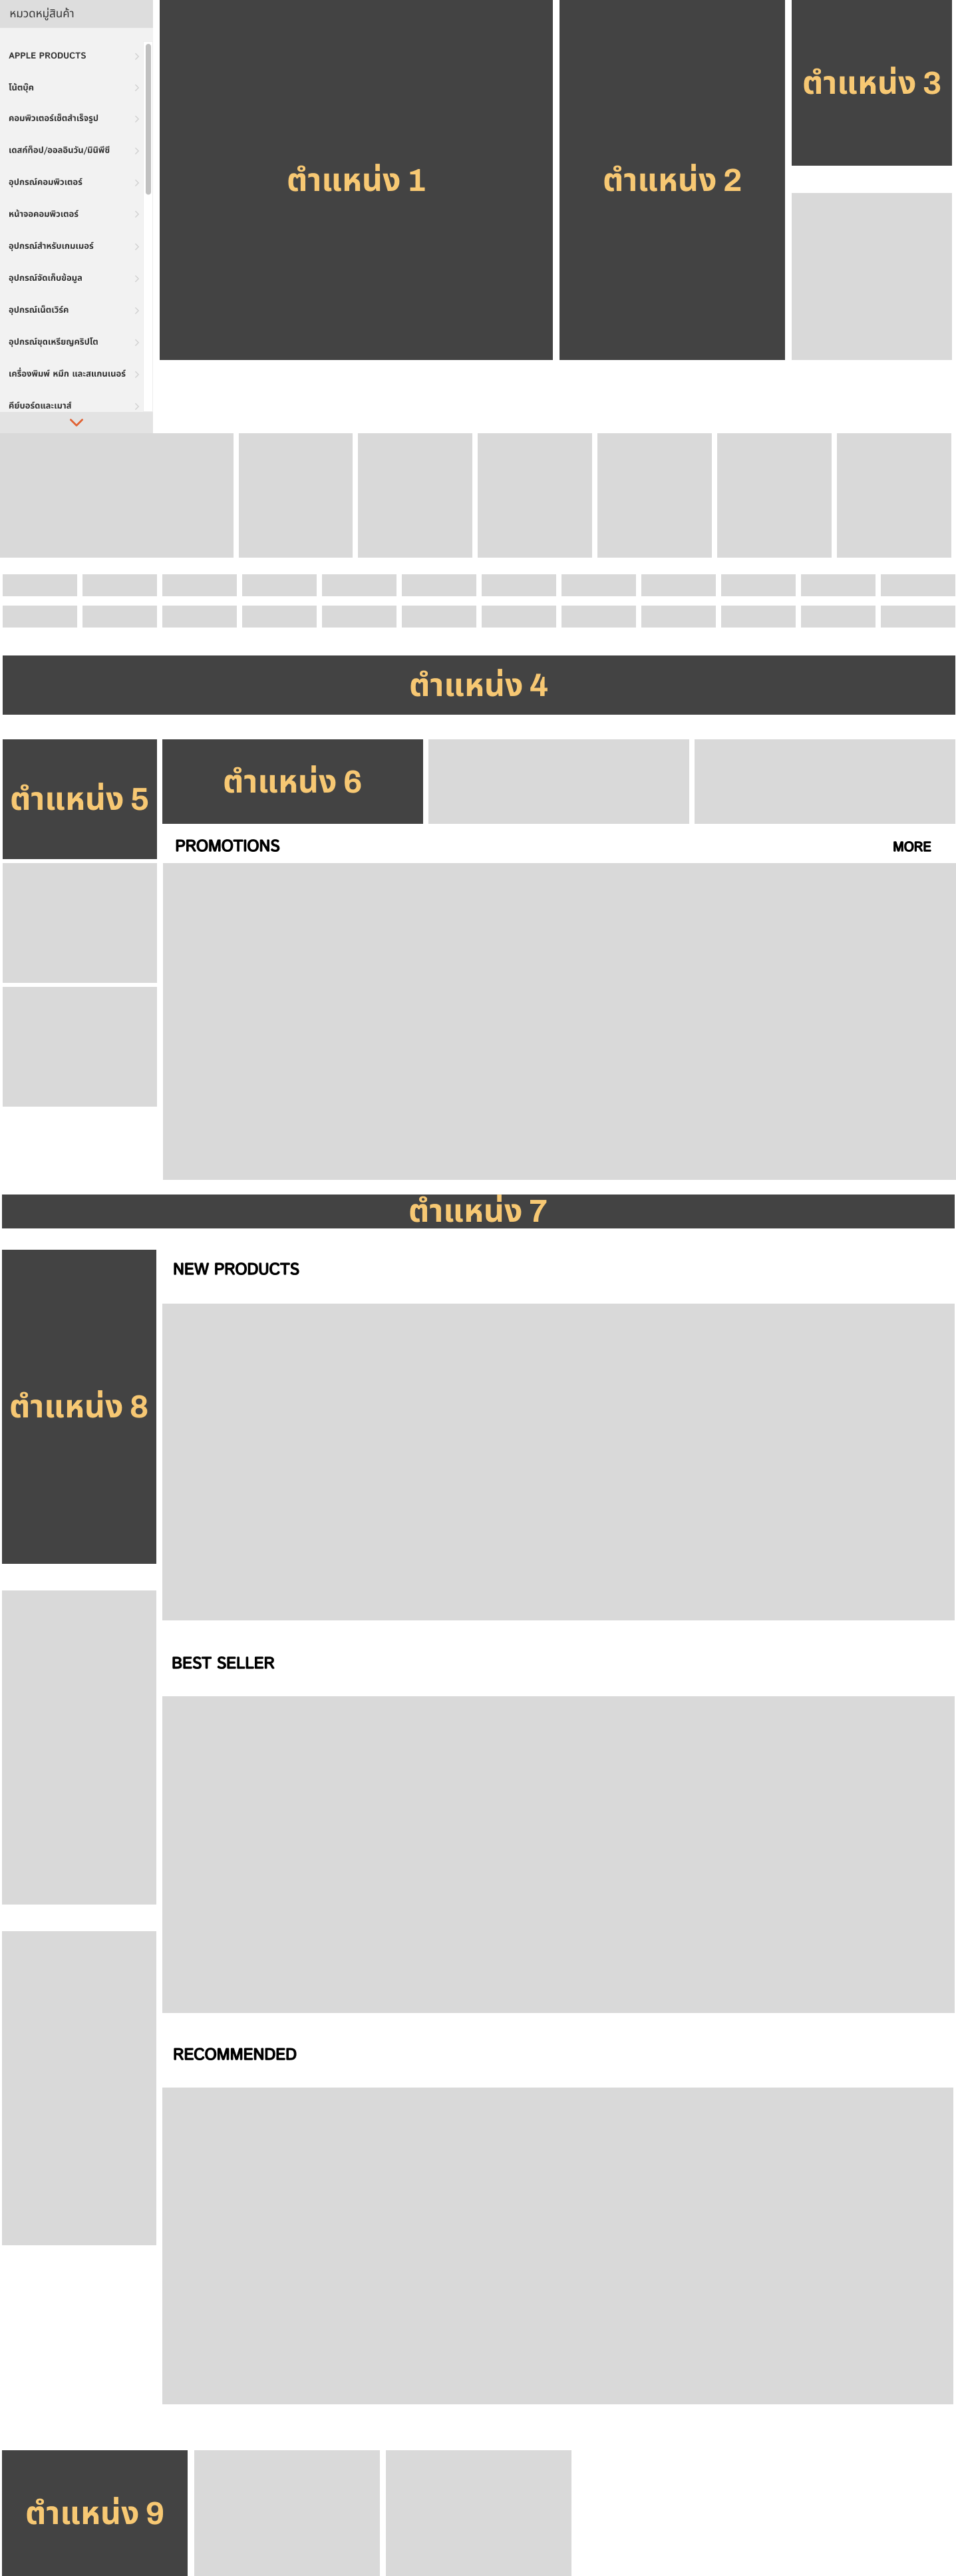 หมวดหมู่สินค้า
APPLE PRODUCTS
โน้ตบุ๊ค
คอมพิวเตอร์เซ็ตสำเร็จรูป
เดสก์ท็อป/ออลอินวัน/มินิพีซี
อุปกรณ์คอมพิวเตอร์
หน้าจอคอมพิวเตอร์
อุปกรณ์สำหรับเกมเมอร์
อุปกรณ์จัดเก็บข้อมูล
อุปกรณ์เน็ตเวิร์ค
อุปกรณ์ขุดเหรียญคริปโต
เครื่องพิมพ์ หมึก และสแกนเนอร์
คีย์บอร์ดและเมาส์
ตำแหน่ง 1
ตำแหน่ง 2
ตำแหน่ง 3
ตำแหน่ง 4
ตำแหน่ง 5
ตำแหน่ง 6
PROMOTIONS
MORE
ตำแหน่ง 7
ตำแหน่ง 8
NEW PRODUCTS
BEST SELLER
RECOMMENDED
ตำแหน่ง 9